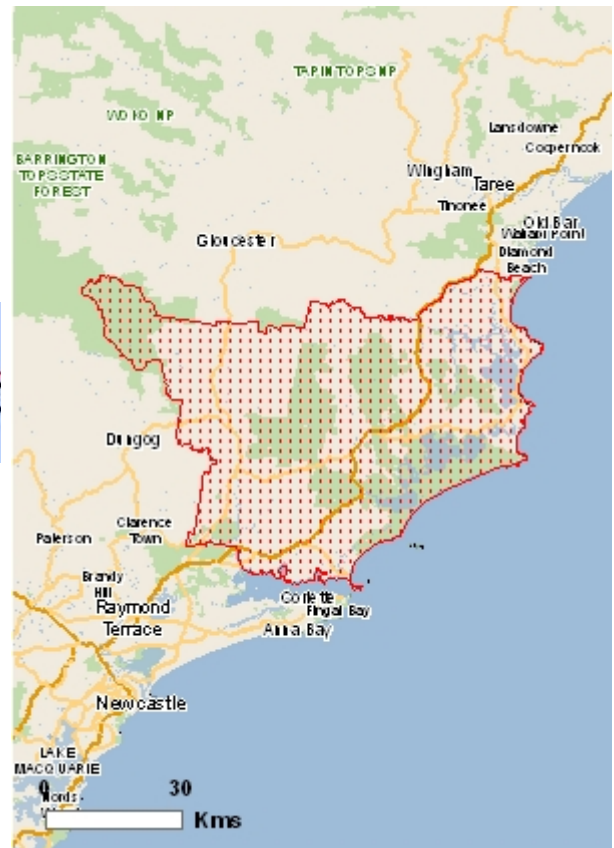 TAPIN TOPS NP
WOKO NP
Lansdowne
Coopernook
BARRINGTON
TOPS STATE
FOREST
Wingham
Taree
Tinonee
Old Bar
Wallabi Point
Gloucester
Diamond
Beach
Dungog
Clarence
Town
Paterson
Brandy
Hill
Raymond
Terrace
Corlette
Fingal Bay
Anna Bay
Newcastle
LAKE
MACQUARIE
0
30
Kms
Nords